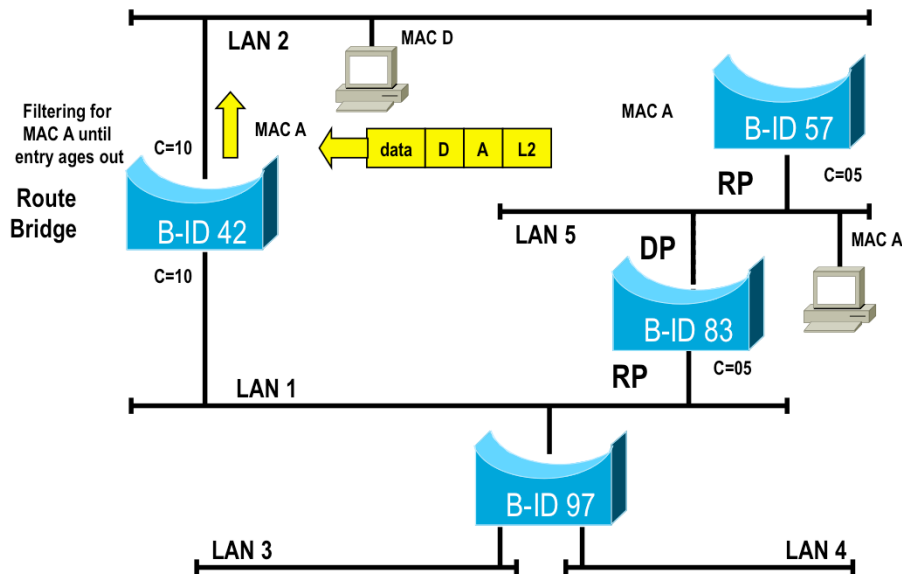 LAN 2
MAC D
Filtering for
MAC A until
entry ages out
C=10
MAC A
data D A L2
MAC A
B-ID 57
Route
Bridge
B-ID 42
RP
C=05
LAN 5
DP
MAC A
C=10
B-ID 83
RP
C=05
LAN 1
B-ID 97
LAN 3
LAN 4